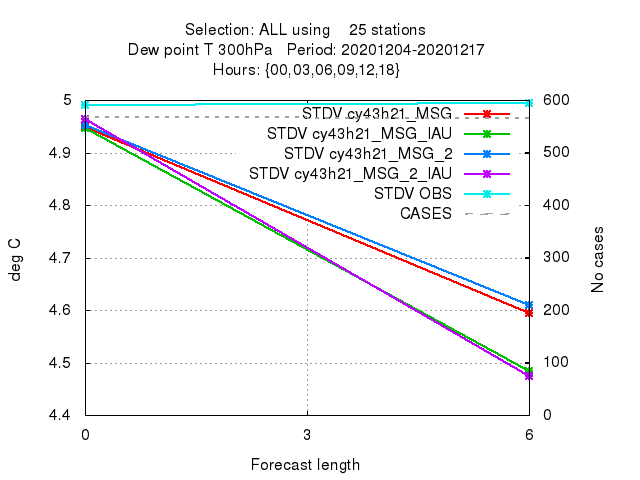 Selection: ALL using    25 stations
Dew point T 300hPa   Period: 20201204-20201217
Hours: {00,03,06,09,12,18}
5
4.9
4.8
4.7
4.6
4.5
4.4
600
500
400
300
200
100
0
0
3
6
deg C
No cases
Forecast length
STDV cy43h21_MSG
STDV cy43h21_MSG_IAU
STDV cy43h21_MSG_2
STDV cy43h21_MSG_2_IAU
STDV OBS
CASES